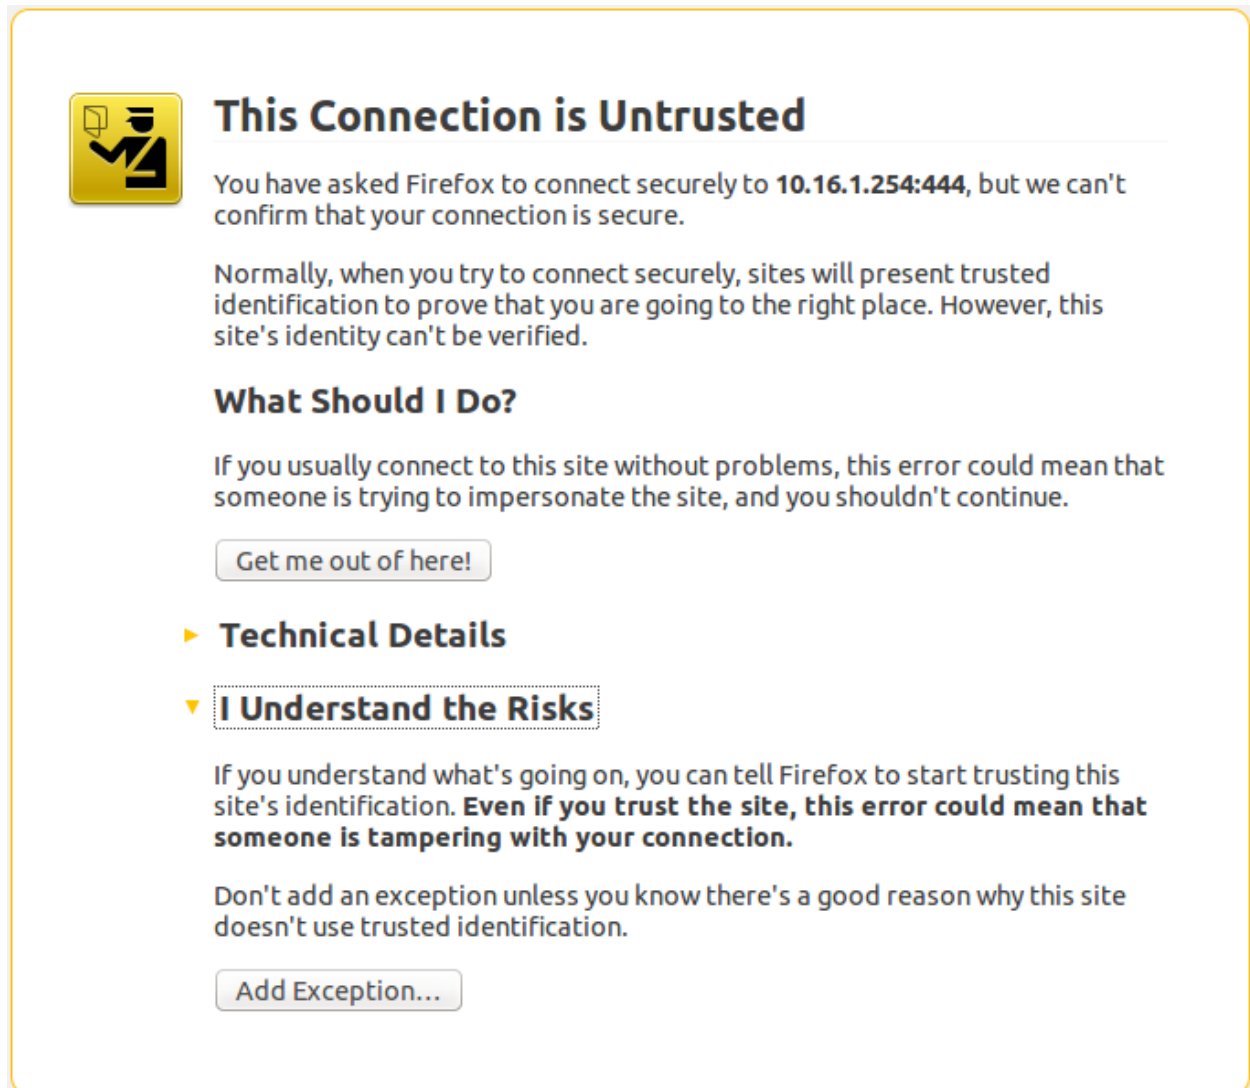 This Connection is Untrusted
You have asked Firefox to connect securely to 10.16.1.254:444, but we can't
confirm that your connection is secure.
Normally, when you try to connect securely, sites will present trusted
identification to prove that you are going to the right place. However, this
site's identity can't be verified.
What Should I Do?
If you usually connect to this site without problems, this error could mean that
someone is trying to impersonate the site, and you shouldn't continue.
Get me out of here!
Technical Details
I Understand the Risks
If you understand what's going on, you can tell Firefox to start trusting this
site's identification. Even if you trust the site, this error could mean that
someone is tampering with your connection.
Don't add an exception unless you know there's a good reason why this site
doesn't use trusted identification.
Add Exception...